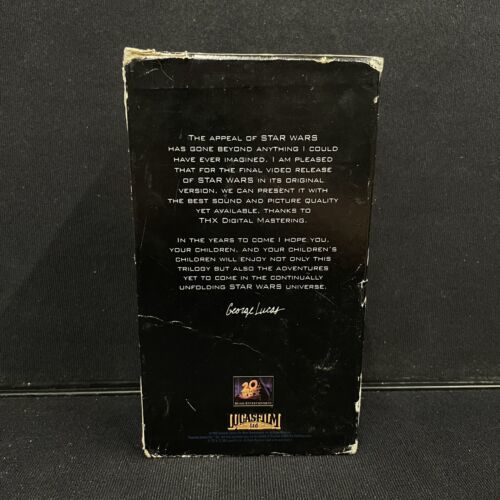 THE APPEAL OF STAR WARS
HAS GONE BEYOND ANYTHING I COULD
HAVE EVER IMAGINED. I AM PLEASED
THAT FOR THE FINAL VIDEO RELEASE
OF STAR WARS IN ITS ORIGINAL
VERSION, WE CAN PRESENT IT WITH
THE BEST SOUND AND PICTURE QUALITY
YET AVAILABLE, THANKS TO
THX DIGITAL MASTERING.
IN THE YEARS TO COME I HOPE YOU,
YOUR CHILDREN, AND YOUR CHILDREN'S
CHILDREN WILL ENJOY NOT ONLY THIS
TRILOGY BUT ALSO THE ADVENTURES
YET TO COME IN THE CONTINUALLY
UNFOLDING STAR WARS UNIVERSE.
George Lucas
20
LUCASFILM
Ltd